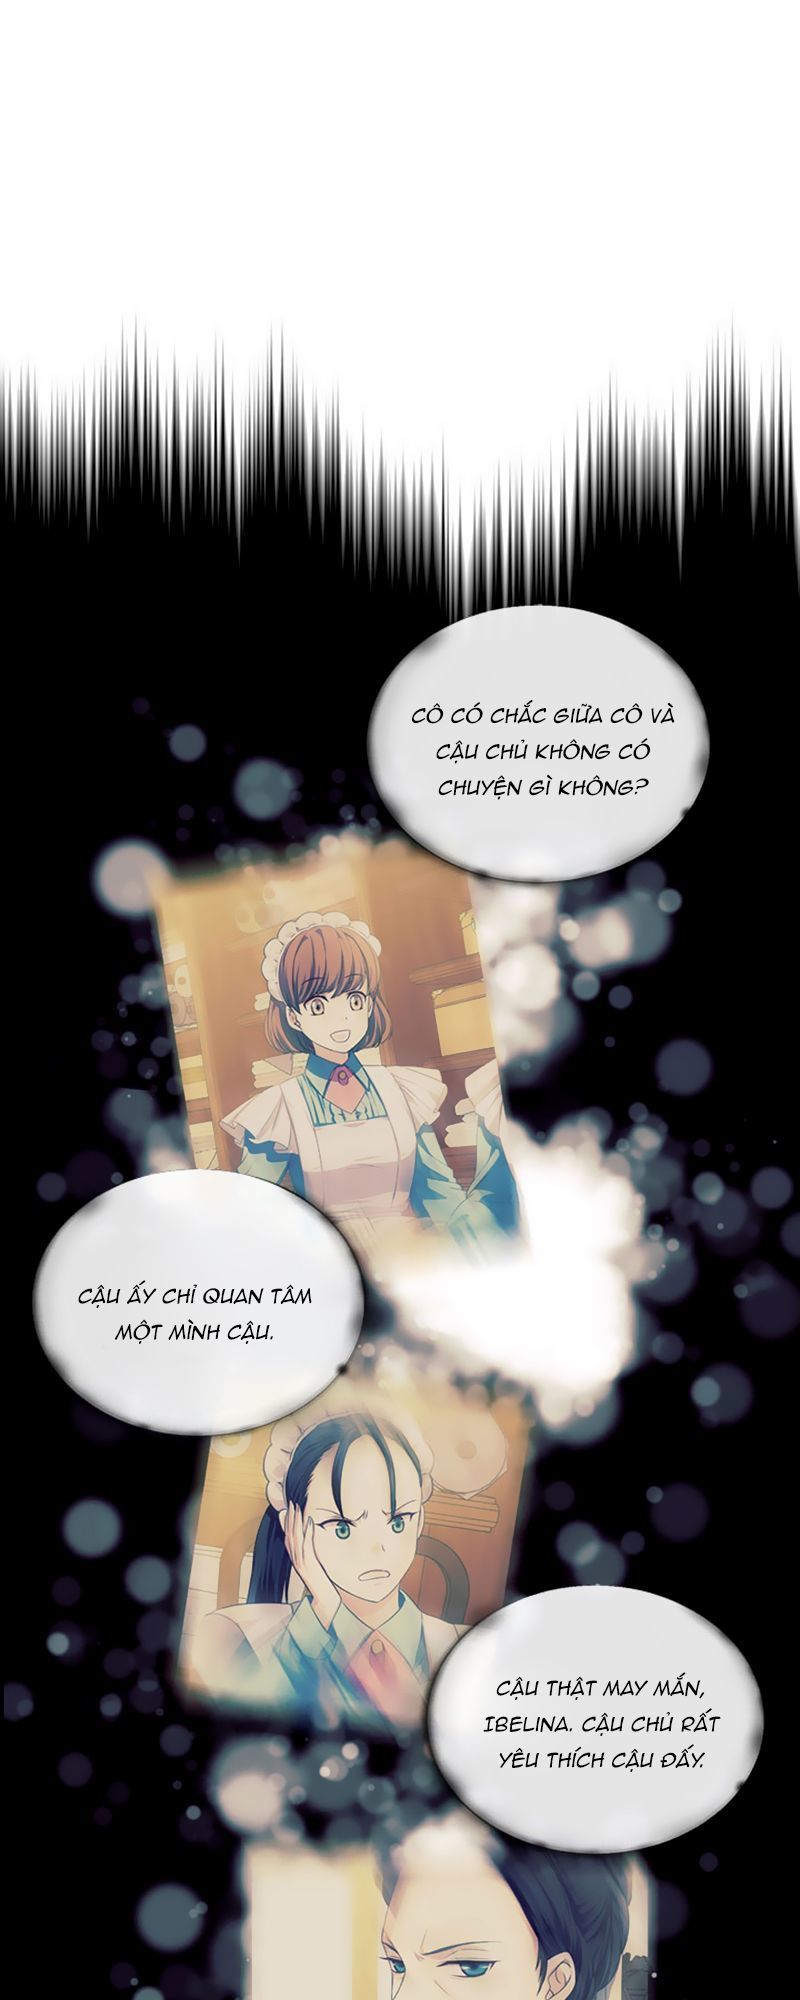 CÔ CÓ CHẮC GIỮA CÔ VÀ
CẬU CHỦ KHÔNG CÓ
CHUYỆN GÌ KHÔNG?
CẬU ẤY CHỈ QUAN TÂM
MỘT MÌNH CẬU.
CẬU THẬT MAY MẮN,
IBELINA. CẬU CHỦ RẤT
YÊU THÍCH CẬU ĐẤY.